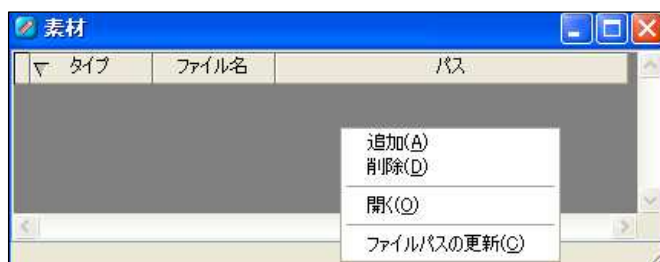 素材
タイプ ファイル名 パス
追加(A)
削除(D)
開く(O)
ファイルパスの更新(C)